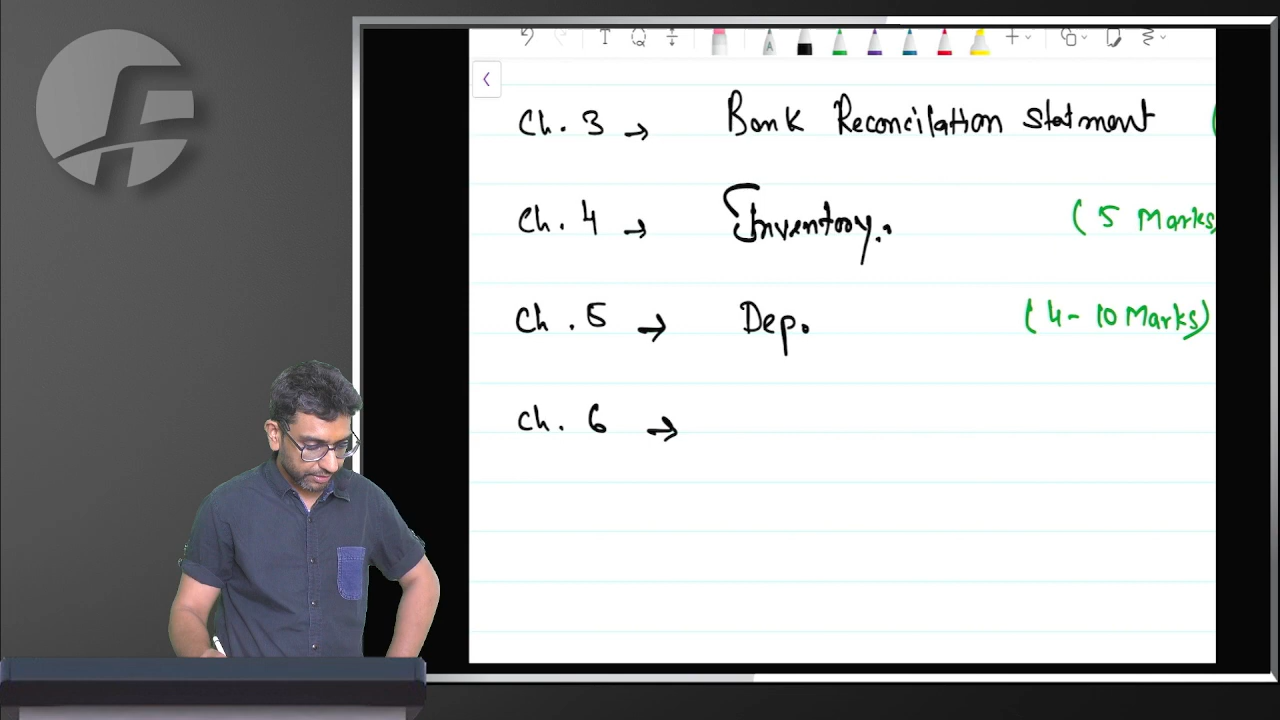 Ch. 3 → Bank Reconcilation Statment (
Ch. 4 → Inventory. (5 Marks)
Ch. 5 → Dep. (4-10 Marks)
Ch. 6 →